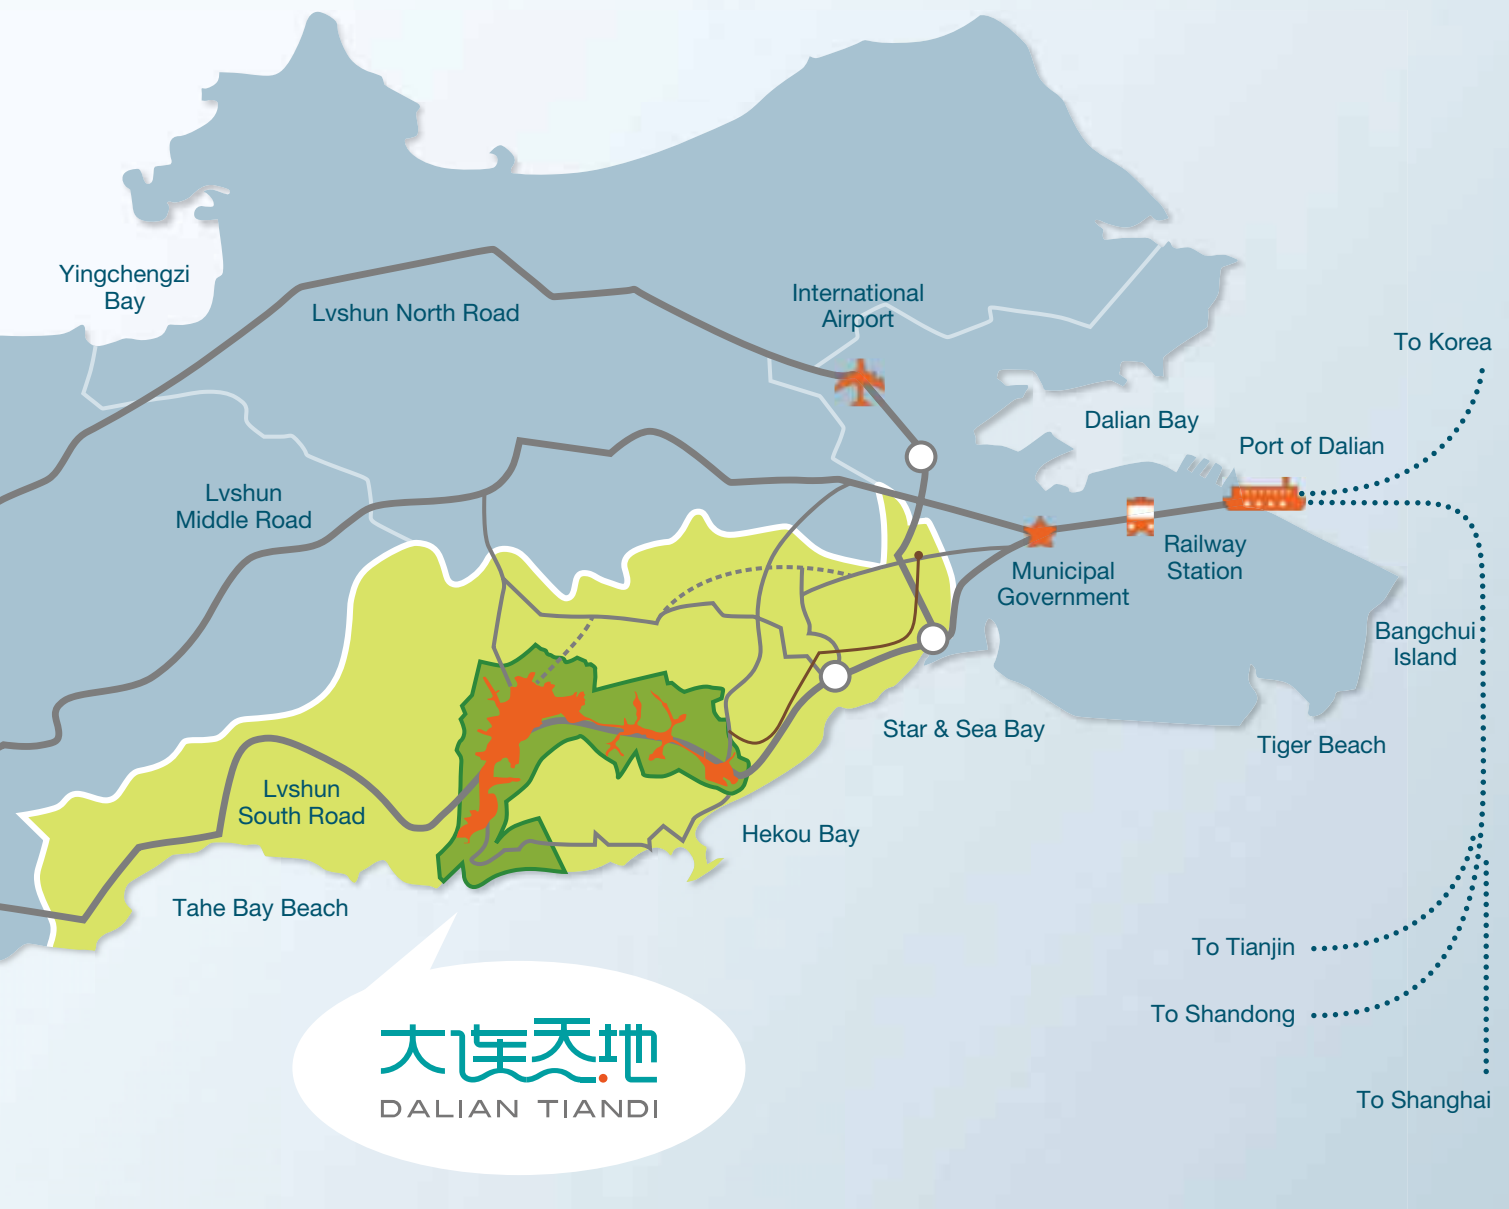 Yingchengzi
Bay
Lvshun North Road
International
Airport
To Korea
Dalian Bay
Port of Dalian
Lvshun
Middle Road
Railway
Station
Municipal
Government
Bangchui
Island
Star & Sea Bay
Tiger Beach
Lvshun
South Road
Hekou Bay
Tahe Bay Beach
To Tianjin
To Shandong
To Shanghai
大连天地
DALIAN TIANDI